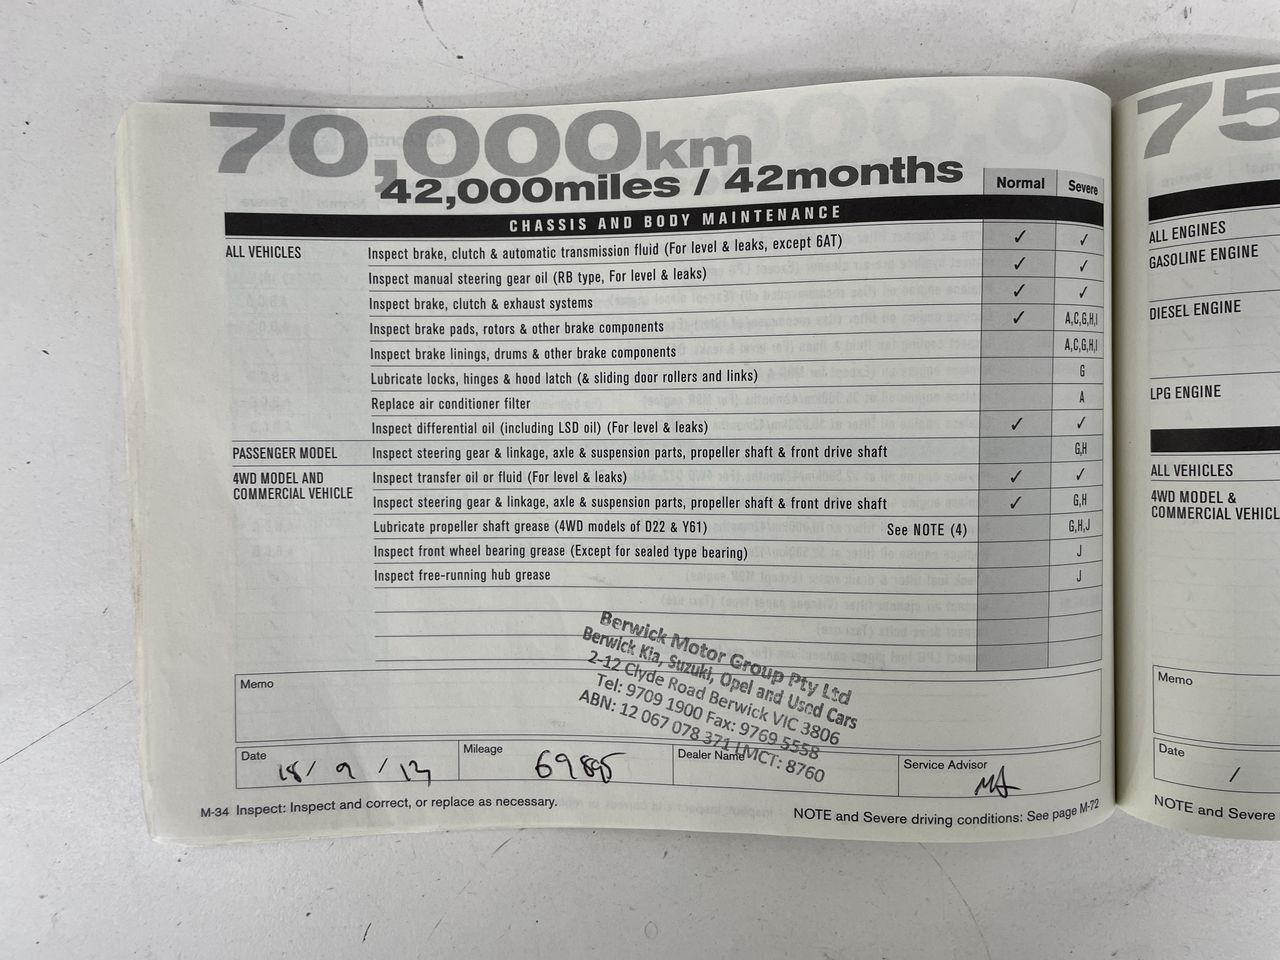 70,000km
42,000miles / 42months
Normal Severe
CHASSIS AND BODY MAINTENANCE
ALL VEHICLES Inspect brake, clutch & automatic transmission fluid (For level & leaks, except 6AT) ✓ ✓
Inspect manual steering gear oil (RB type, For level & leaks) ✓ ✓
Inspect brake, clutch & exhaust systems ✓ ✓
Inspect brake pads, rotors & other brake components ✓ A,C,G,H,I
Inspect brake linings, drums & other brake components A,C,G,H,I
Lubricate locks, hinges & hood latch (& sliding door rollers and links) G
Replace air conditioner filter A
Inspect differential oil (including LSD oil) (For level & leaks) ✓ ✓
PASSENGER MODEL Inspect steering gear & linkage, axle & suspension parts, propeller shaft & front drive shaft G,H
4WD MODEL AND Inspect transfer oil or fluid (For level & leaks) ✓ ✓
COMMERCIAL VEHICLE Inspect steering gear & linkage, axle & suspension parts, propeller shaft & front drive shaft ✓ G,H
Lubricate propeller shaft grease (4WD models of D22 & Y61) See NOTE (4) G,H,J
Inspect front wheel bearing grease (Except for sealed type bearing) J
Inspect free-running hub grease J
Berwick Motor Group Pty Ltd
Berwick Kia, Suzuki, Opel and Used Cars
2-12 Clyde Road Berwick VIC 3806
Tel: 9709 1900 Fax: 9769 5558
ABN: 12 067 078 371 LMCT: 8760
Memo
Date 18/ 9 /
Mileage 69895
Dealer Name
Service Advisor
M-34 Inspect: Inspect and correct, or replace as necessary.
NOTE and Severe driving conditions: See page M-72
75
ALL ENGINES
GASOLINE ENGINE
DIESEL ENGINE
LPG ENGINE
ALL VEHICLES
4WD MODEL &
COMMERCIAL VEHICL
Memo
Date /
NOTE and Severe